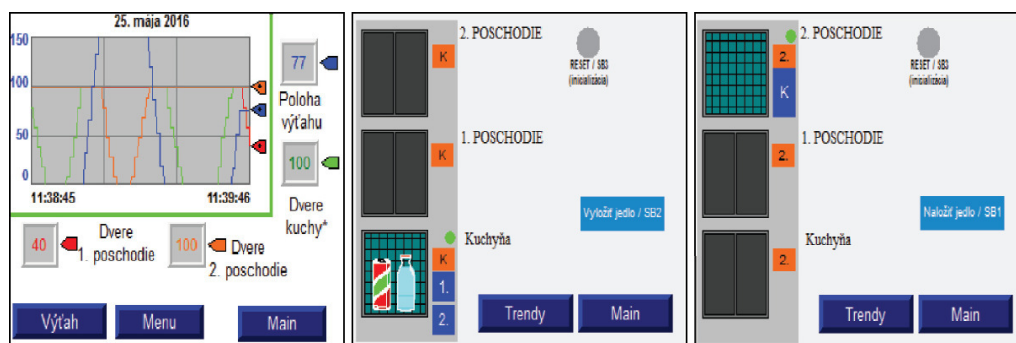 25. mája 2016
150
100
50
0
11:38:45
11:39:46
77
Poloha
výťahu
100
Dvere
kuchy*
40
Dvere
1. poschodie
100
Dvere
2. poschodie
Výťah
Menu
Main
2. POSCHODIE
K
RESET / SB3
(inicializácia)
1. POSCHODIE
K
Vyložiť jedlo / SB2
Kuchyňa
K
1.
2.
Trendy
Main
2. POSCHODIE
2.
K
RESET / SB3
(inicializácia)
1. POSCHODIE
2.
Naložiť jedlo / SB1
Kuchyňa
2.
Trendy
Main